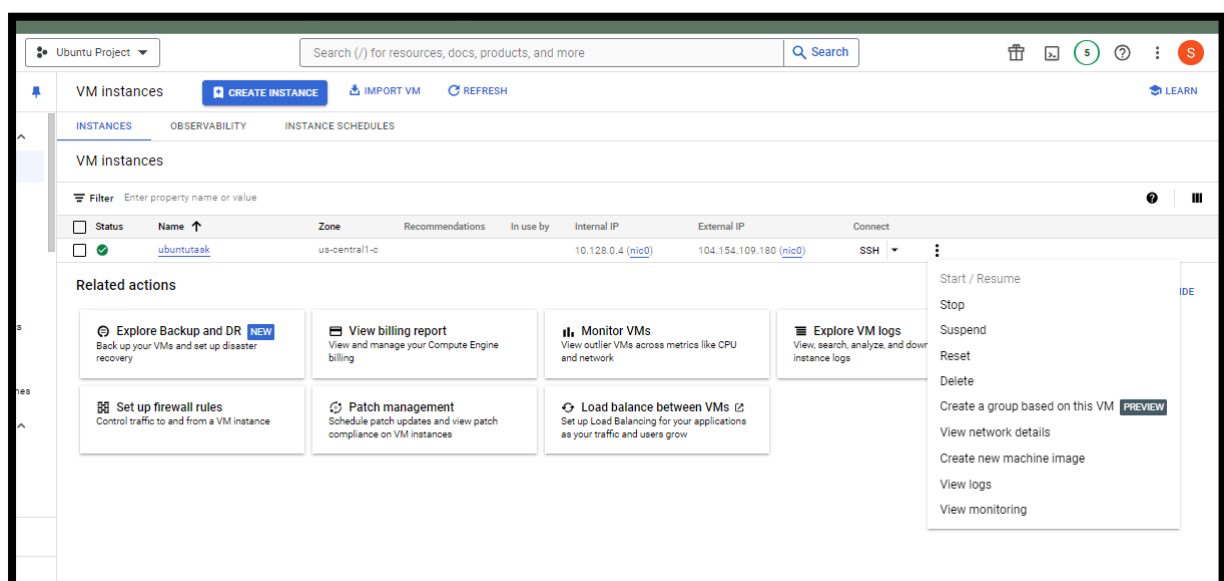 Ubuntu Project
Search (/) for resources, docs, products, and more
Search
5
S
VM instances
CREATE INSTANCE
IMPORT VM
REFRESH
LEARN
INSTANCES
OBSERVABILITY
INSTANCE SCHEDULES
VM instances
Filter Enter property name or value
Status Name Zone Recommendations In use by Internal IP External IP Connect
ubuntutask us-central1-c 10.128.0.4 (nic0) 104.154.109.180 (nic0) SSH
Related actions
IDE
Explore Backup and DR NEW
Back up your VMs and set up disaster
recovery
View billing report
View and manage your Compute Engine
billing
Monitor VMs
View outlier VMs across metrics like CPU
and network
Explore VM logs
View, search, analyze, and down
instance logs
Set up firewall rules
Control traffic to and from a VM instance
Patch management
Schedule patch updates and view patch
compliance on VM instances
Load balance between VMs
Set up Load Balancing for your applications
as your traffic and users grow
Start / Resume
Stop
Suspend
Reset
Delete
Create a group based on this VM PREVIEW
View network details
Create new machine image
View logs
View monitoring